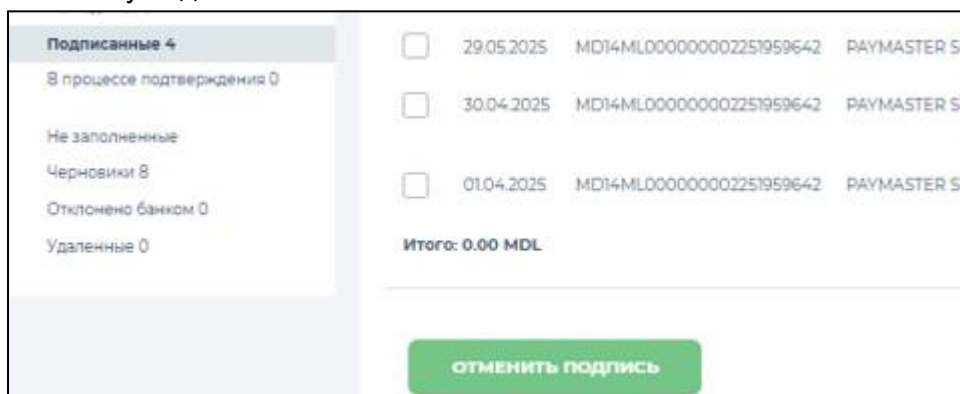 Подписанные 4
В процессе подтверждения 0
Не заполненные
Черновики 8
Отклонено банком 0
Удаленные 0
29.05.2025 MD14ML000000002251959642 PAYMASTER S
30.04.2025 MD14ML000000002251959642 PAYMASTER S
01.04.2025 MD14ML000000002251959642 PAYMASTER S
Итого: 0.00 MDL
ОТМЕНИТЬ ПОДПИСЬ